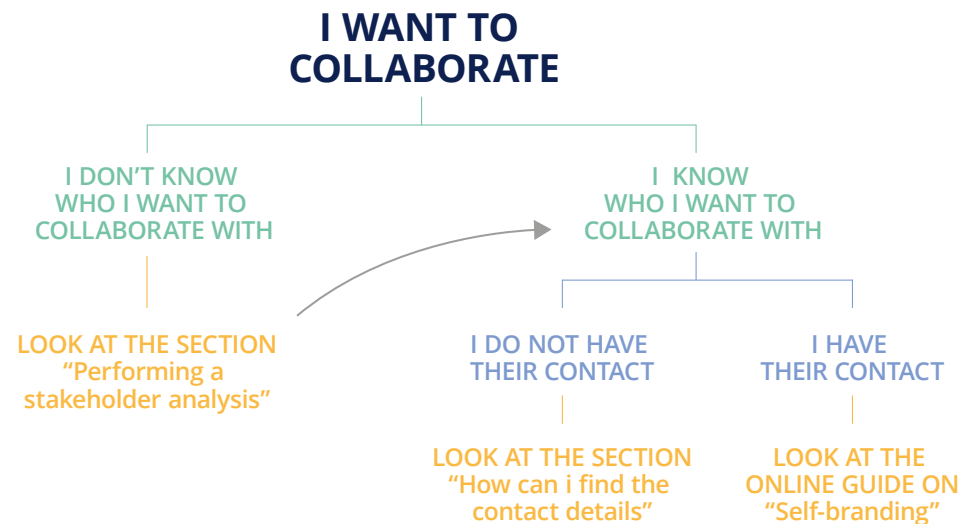 I WANT TO
COLLABORATE
I DON’T KNOW
WHO I WANT TO
COLLABORATE WITH
I KNOW
WHO I WANT TO
COLLABORATE WITH
LOOK AT THE SECTION
“Performing a
stakeholder analysis”
I DO NOT HAVE
THEIR CONTACT
I HAVE
THEIR CONTACT
LOOK AT THE SECTION
“How can i find the
contact details”
LOOK AT THE
ONLINE GUIDE ON
“Self-branding”